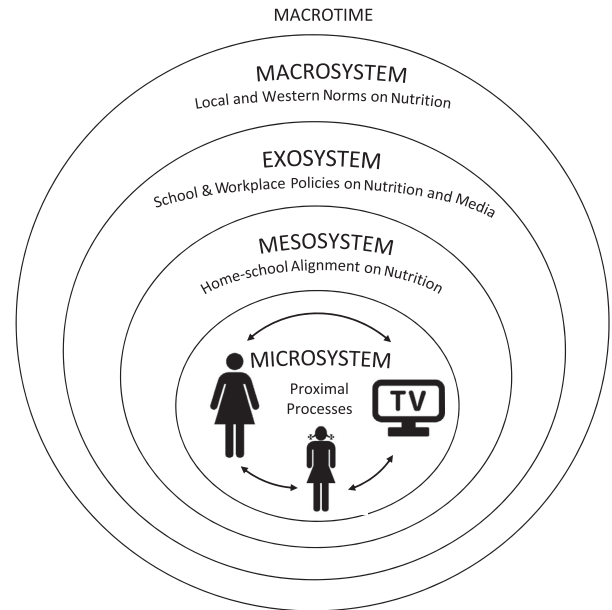 MACROTIME
MACROSYSTEM
Local and Western Norms on Nutrition
EXOSYSTEM
School & Workplace Policies on Nutrition and Media
MESOSYSTEM
Home-school Alignment on Nutrition
MICROSYSTEM
Proximal
Processes
TV